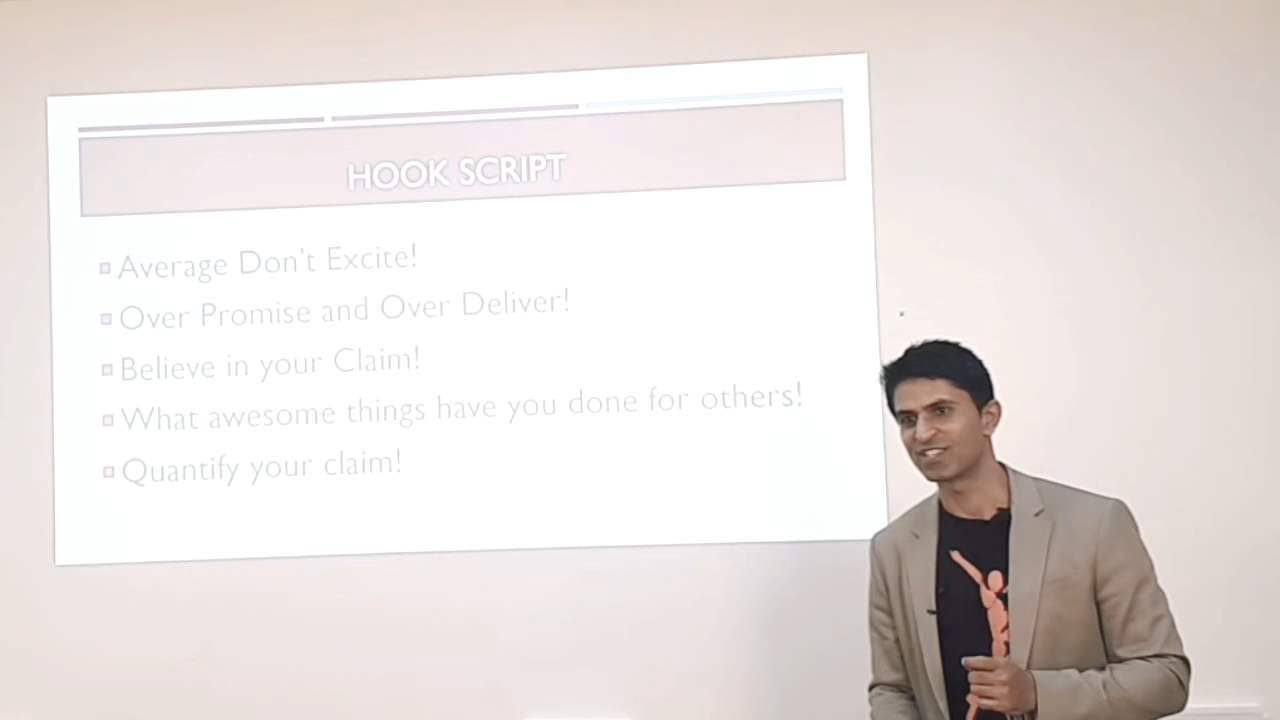 HOOK SCRIPT
Average Don't Excite!
Over Promise and Over Deliver!
Believe in your Claim!
What awesome things have you done for others!
Quantify your claim!